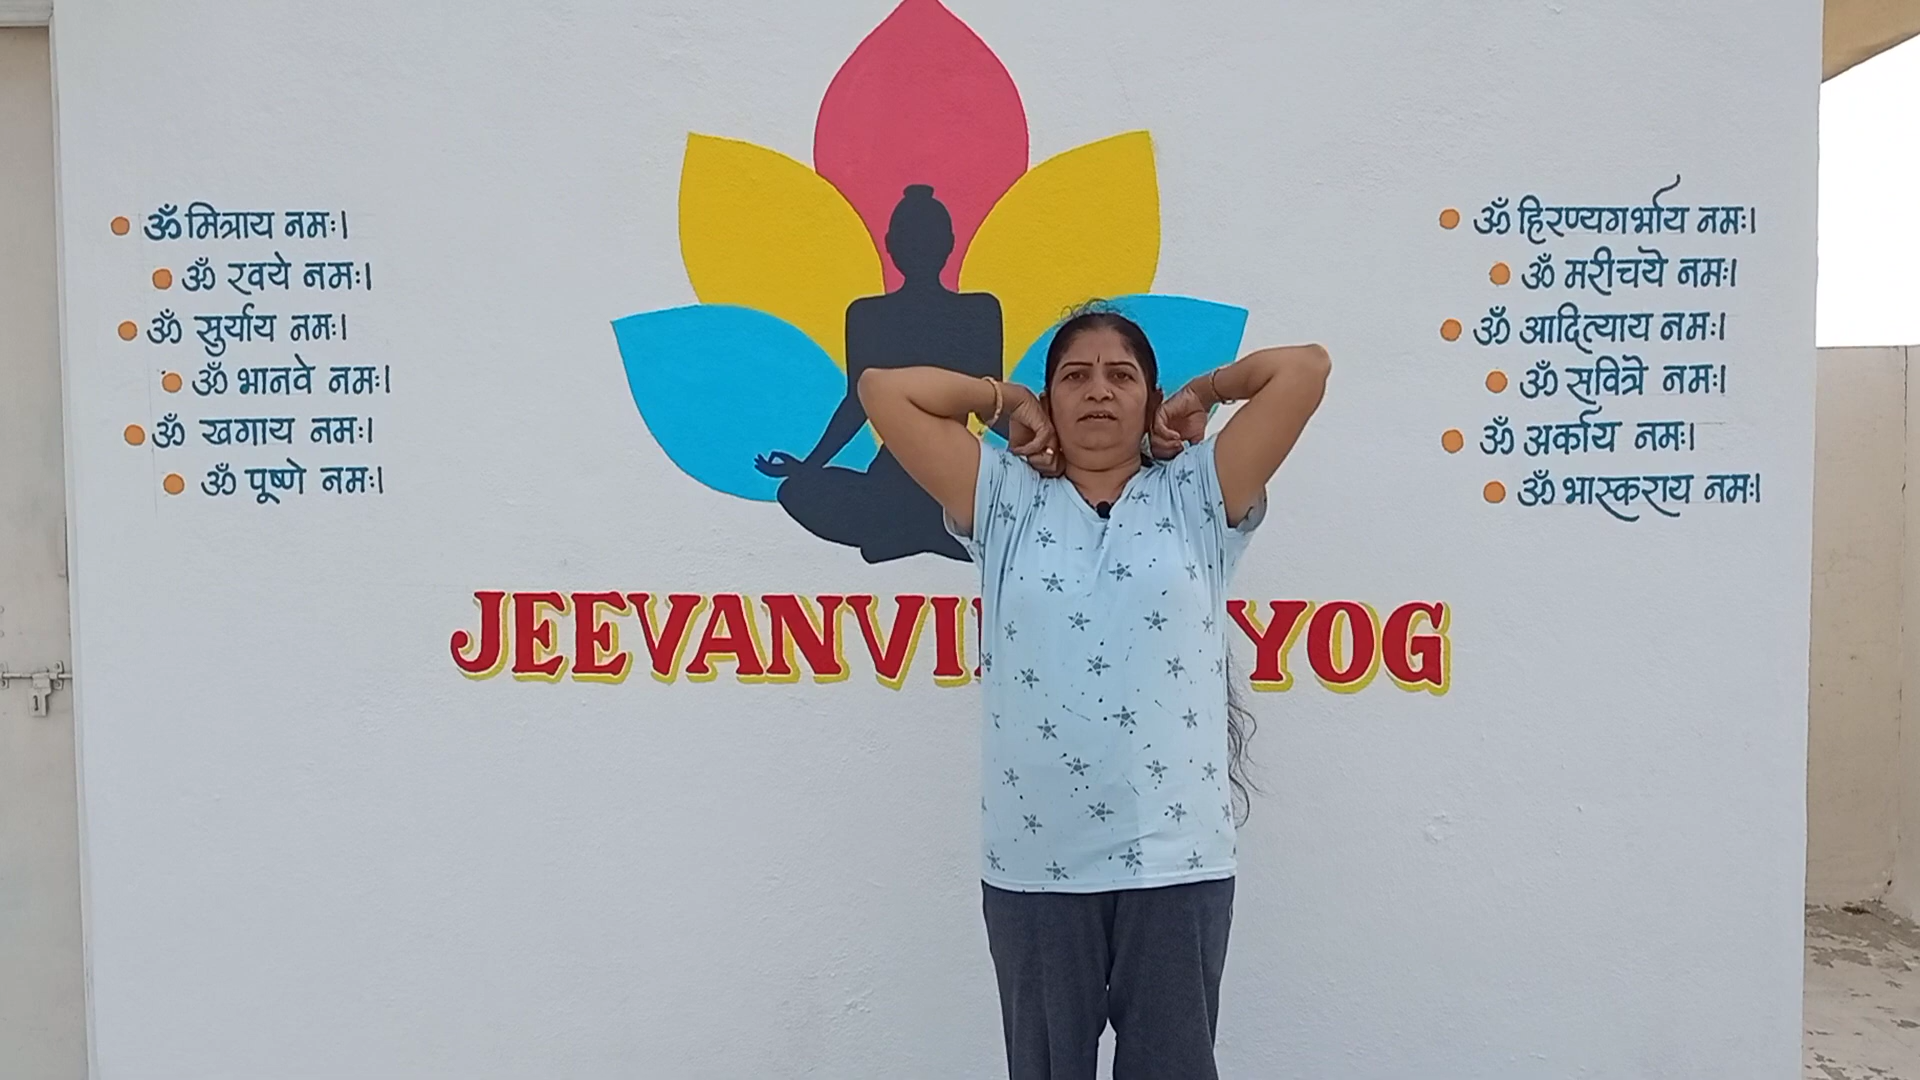 ॐ मित्राय नमः।
ॐ रवये नमः।
ॐ सुर्याय नमः।
ॐ भानवे नमः।
ॐ खगाय नमः।
ॐ पूष्णे नमः।
ॐ हिरण्यगर्भाय नमः।
ॐ मरीचये नमः।
ॐ आदित्याय नमः।
ॐ सवित्रे नमः।
ॐ अर्काय नमः।
ॐ भास्कराय नमः।
YOG